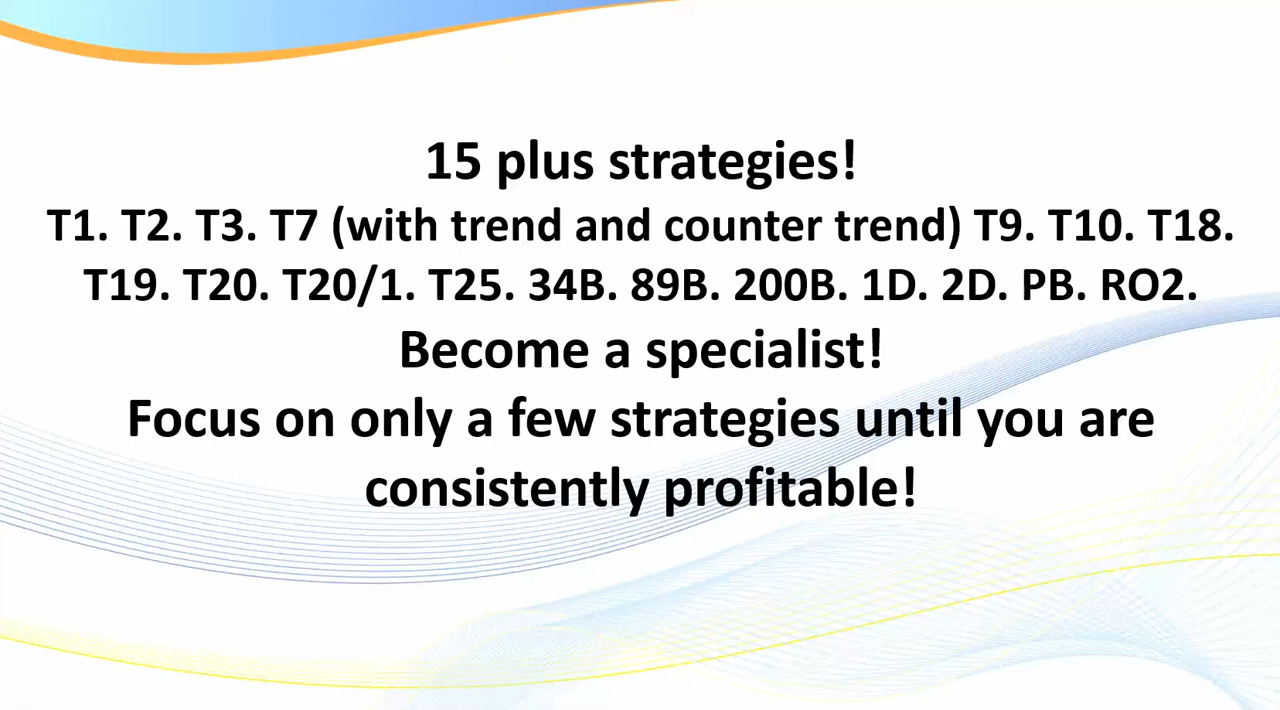 15 plus strategies!
T1. T2. T3. T7 (with trend and counter trend) T9. T10. T18.
T19. T20. T20/1. T25. 34B. 89B. 200B. 1D. 2D. PB. RO2.
Become a specialist!
Focus on only a few strategies until you are
consistently profitable!